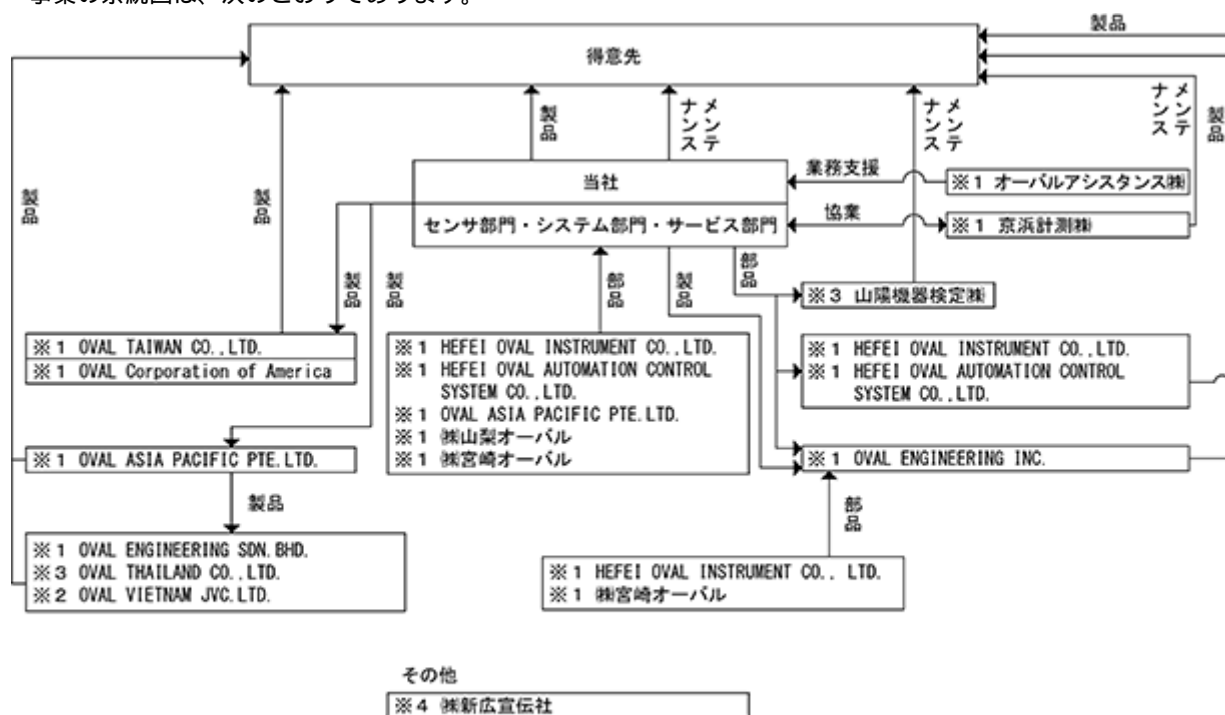 事業の系統図は、次のとおりであります。
製品
得意先
製品
メンテナンス
メンテナンス
メンテナンス
製品
製品
製品
当社
センサ部門・システム部門・サービス部門
業務支援
※1 オーバルアシスタンス㈱
協業
※1 京浜計測㈱
製品
製品
部品
製品
部品
※3 山陽機器検定㈱
※1 OVAL TAIWAN CO.,LTD.
※1 OVAL Corporation of America
※1 HEFEI OVAL INSTRUMENT CO.,LTD.
※1 HEFEI OVAL AUTOMATION CONTROL
SYSTEM CO.,LTD.
※1 OVAL ASIA PACIFIC PTE.LTD.
※1 ㈱山梨オーバル
※1 ㈱宮崎オーバル
※1 HEFEI OVAL INSTRUMENT CO.,LTD.
※1 HEFEI OVAL AUTOMATION CONTROL
SYSTEM CO.,LTD.
※1 OVAL ASIA PACIFIC PTE.LTD.
※1 OVAL ENGINEERING INC.
製品
部品
※1 OVAL ENGINEERING SDN.BHD.
※3 OVAL THAILAND CO.,LTD.
※2 OVAL VIETNAM JVC.LTD.
※1 HEFEI OVAL INSTRUMENT CO., LTD.
※1 ㈱宮崎オーバル
その他
※4 ㈱新広宣伝社